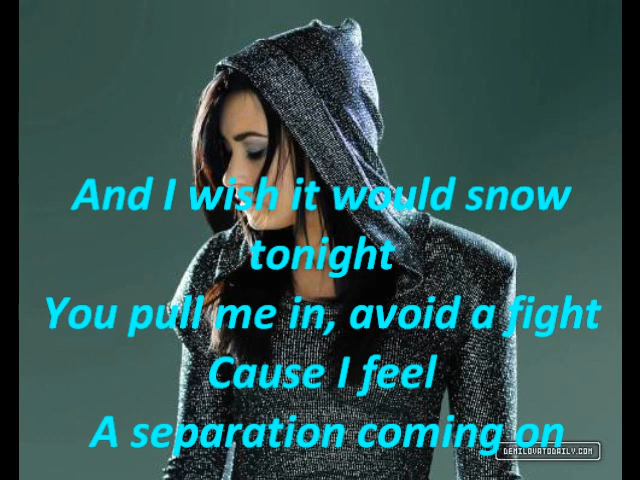 And I wish it would snow
tonight
You pull me in, avoid a fight
Cause I feel
A separation coming on
DEMILOVATODAILY.COM